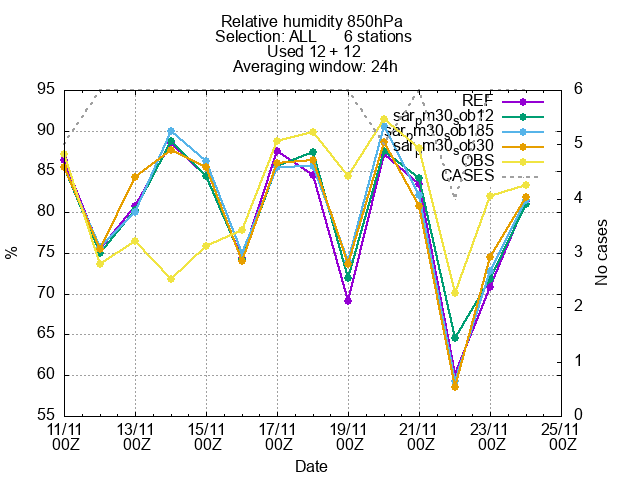 Relative humidity 850hPa
Selection: ALL 6 stations
Used 12 + 12
Averaging window: 24h
95
90
85
80
75
70
65
60
55
%
6
5
4
3
2
1
0
No cases
REF
sar_pm30_sob12
sar_pm30_sob185
sar_pm30_sob30
OBS
CASES
11/11 13/11 15/11 17/11 19/11 21/11 23/11 25/11
00Z 00Z 00Z 00Z 00Z 00Z 00Z 00Z
Date